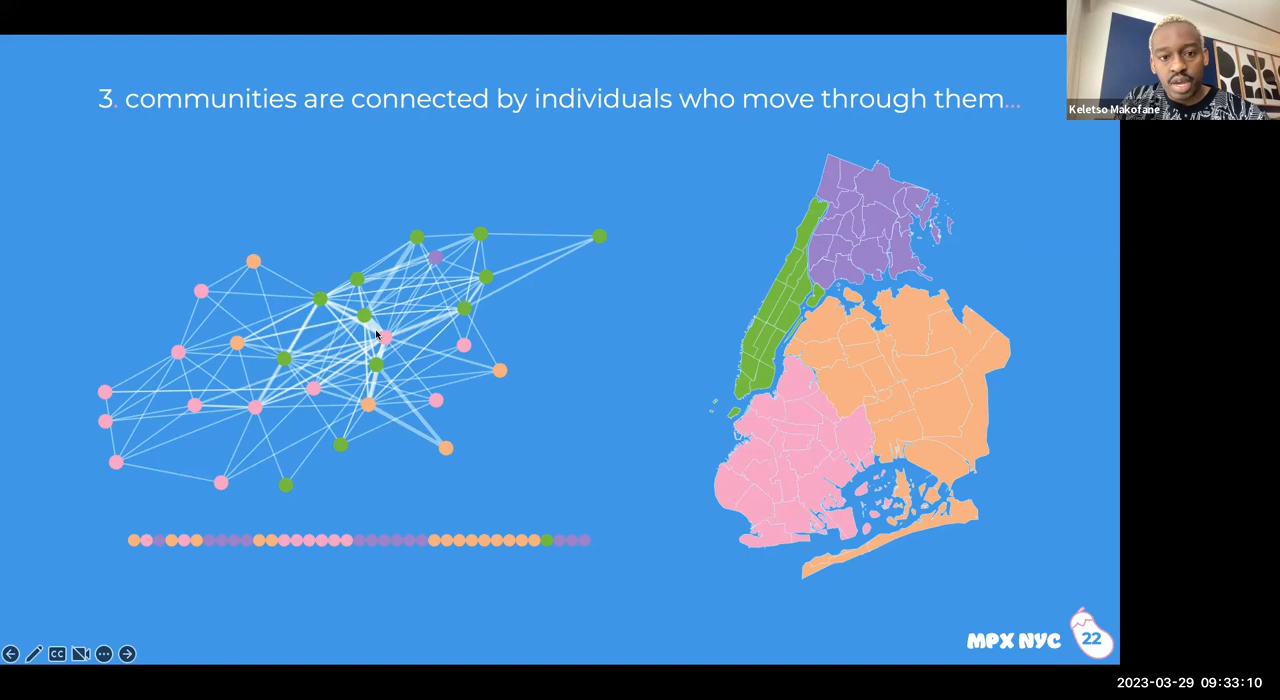 3. communities are connected by individuals who move through them...
Keletso Makofane
MPX NYC
22
CC
2023-03-29 09:33:10